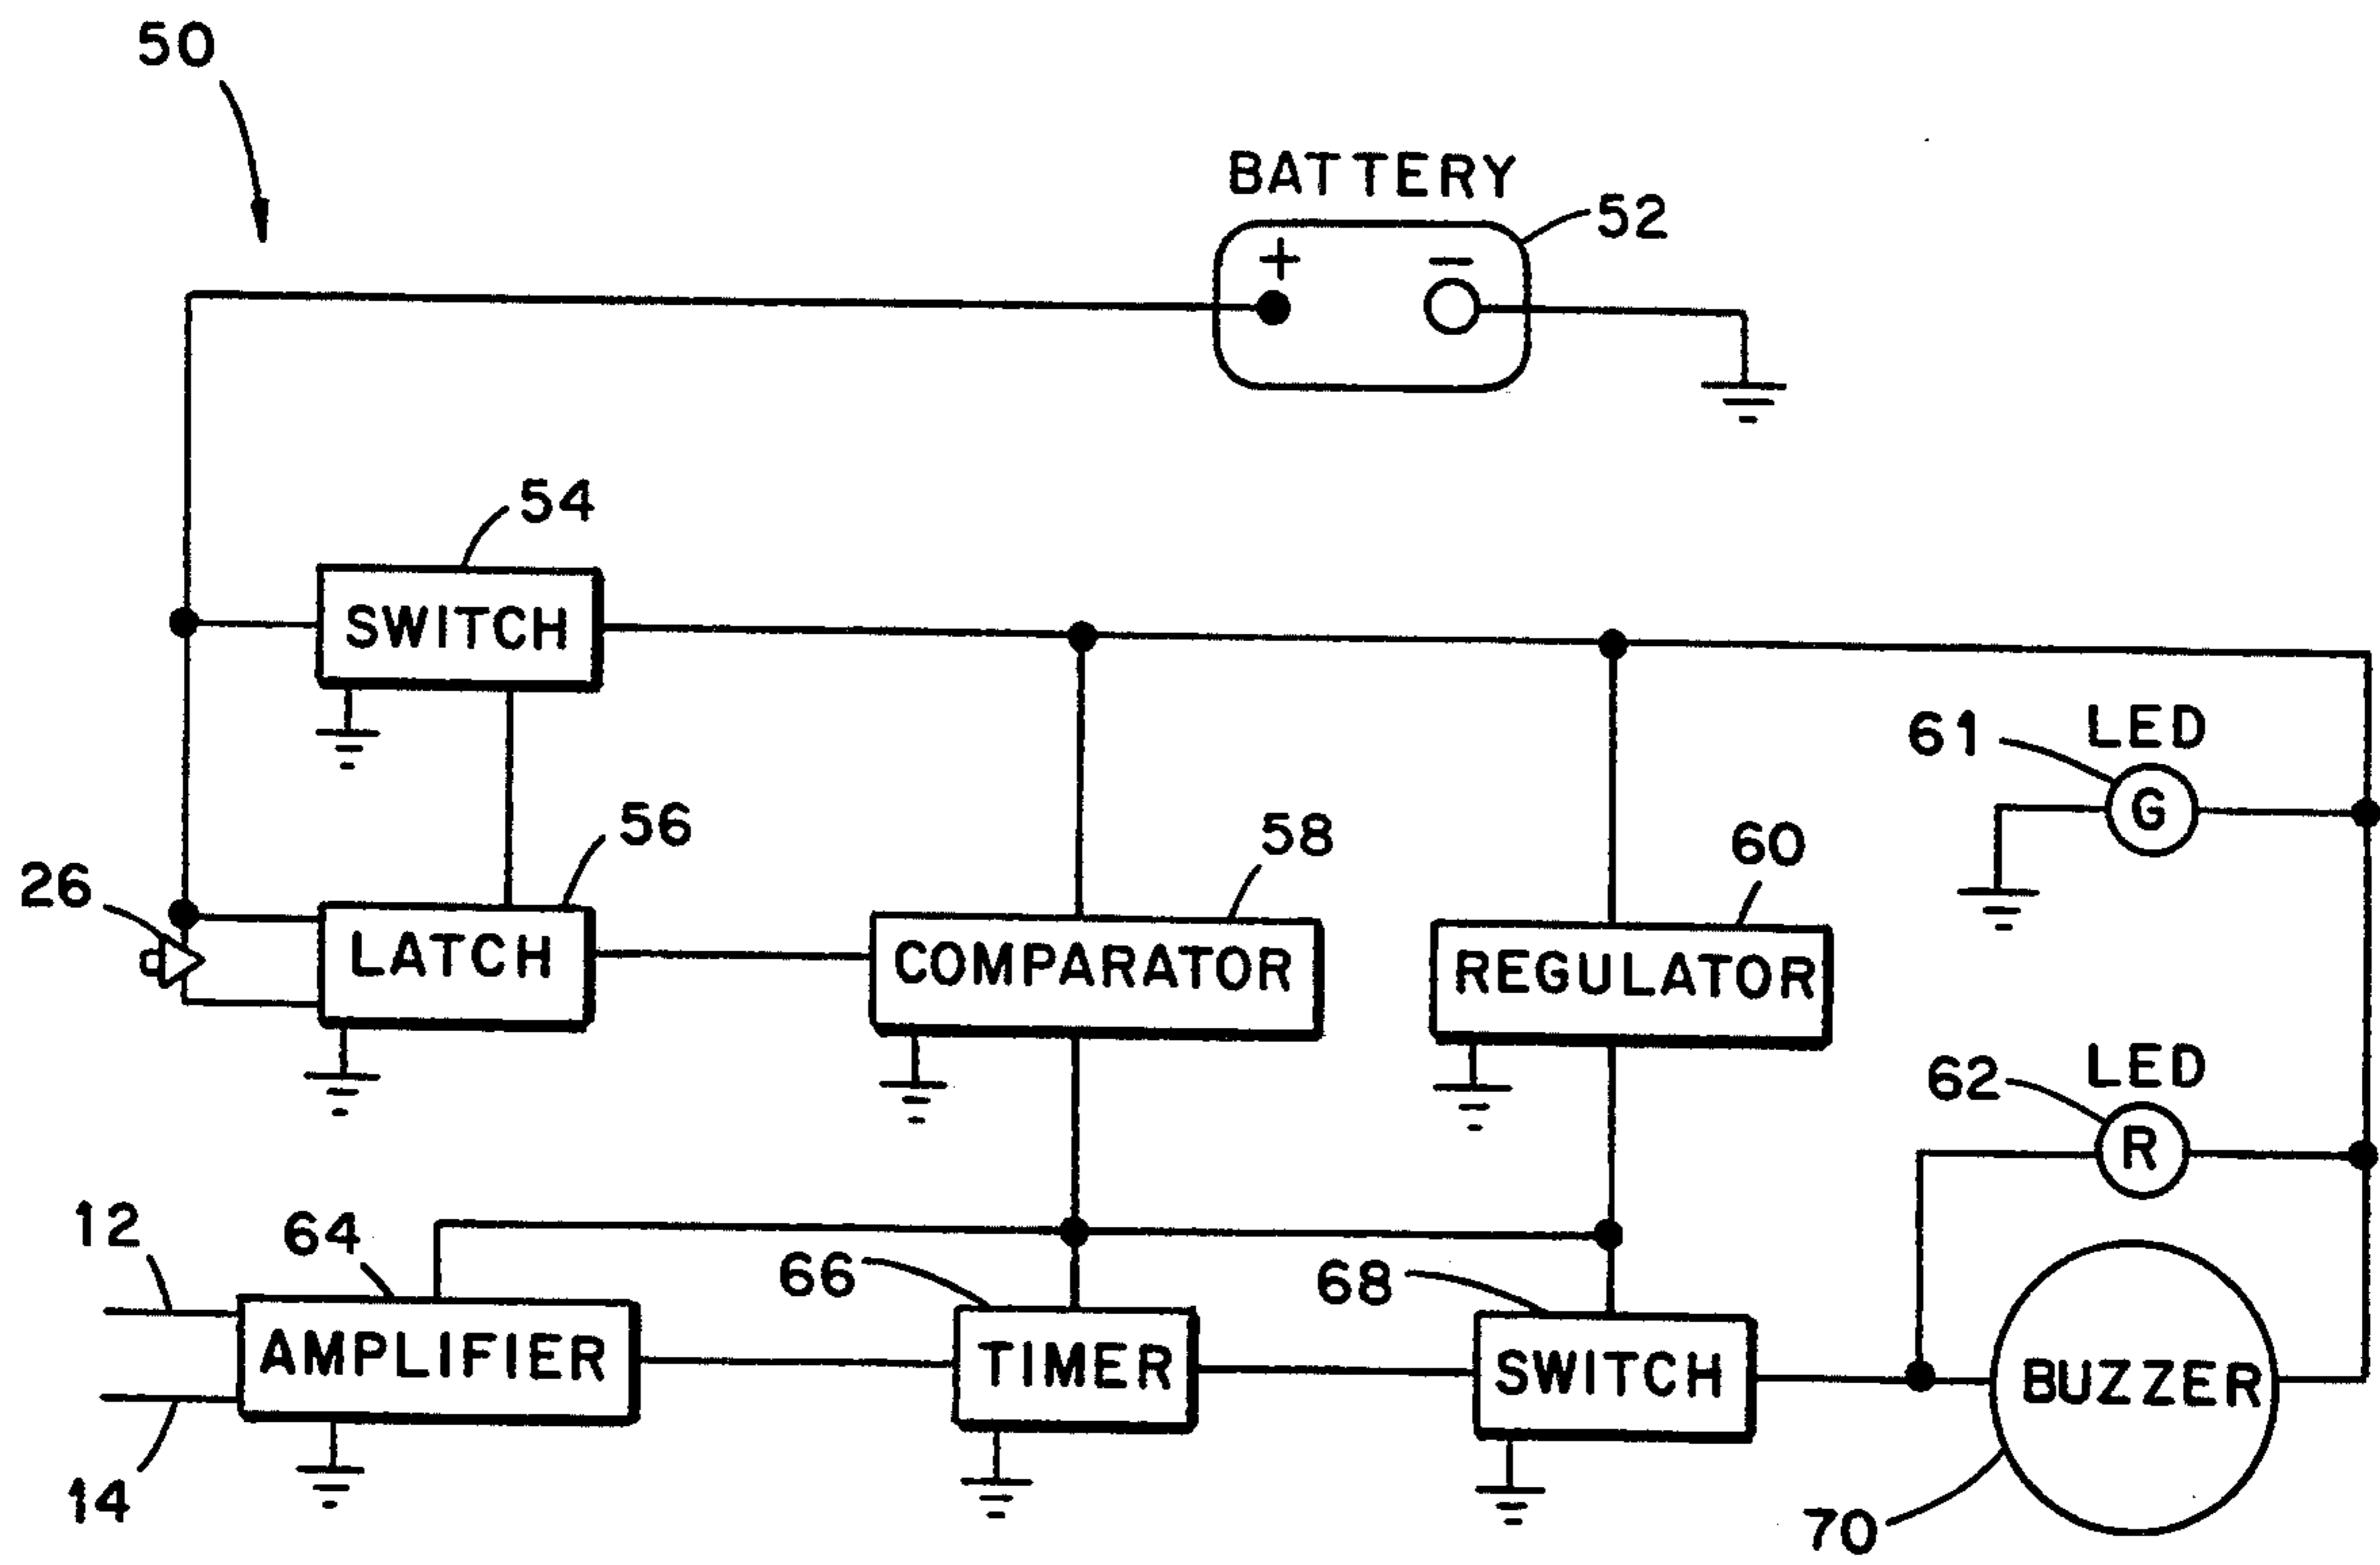 50
BATTERY
52
+ −
54
SWITCH
61
LED
G
56
58
60
26
LATCH
COMPARATOR
REGULATOR
62
LED
R
12
64
66
68
AMPLIFIER
TIMER
SWITCH
BUZZER
14
70